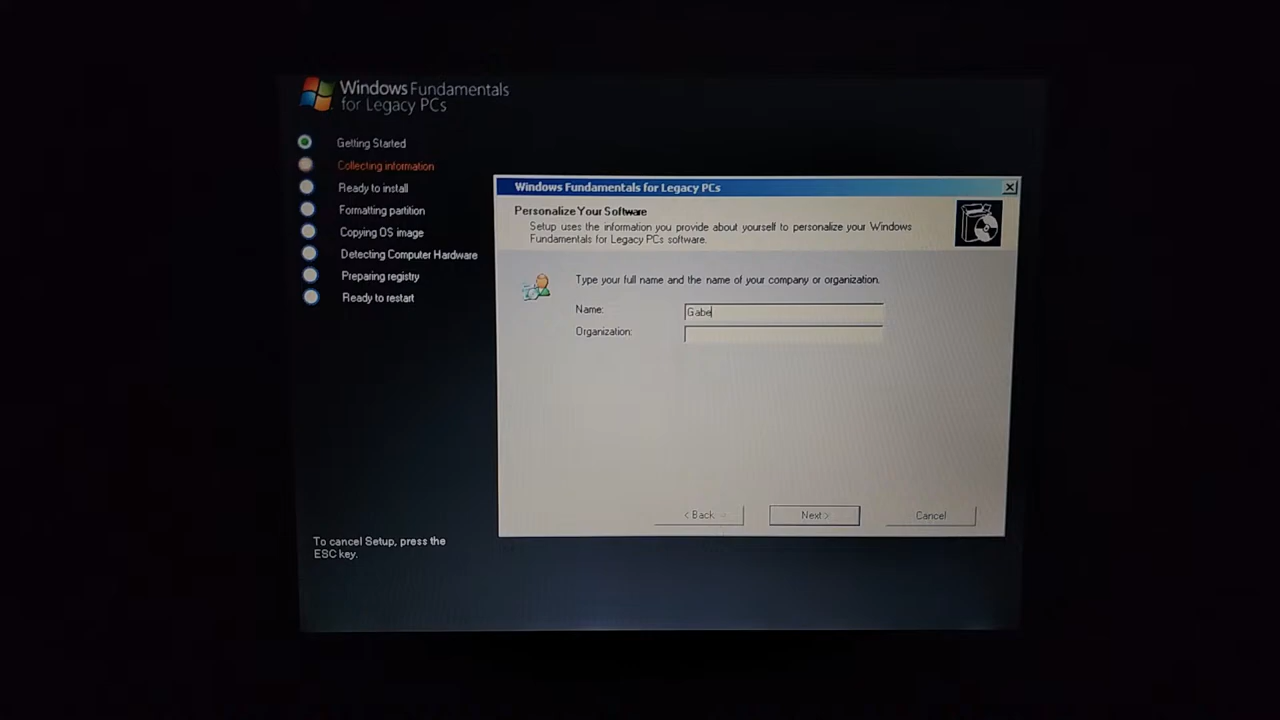 Windows Fundamentals
for Legacy PCs
Getting Started
Collecting information
Ready to install
Formatting partition
Copying OS image
Detecting Computer Hardware
Preparing registry
Ready to restart
To cancel Setup, press the
ESC key.
Windows Fundamentals for Legacy PCs
Personalize Your Software
Setup uses the information you provide about yourself to personalize your Windows
Fundamentals for Legacy PCs software.
Type your full name and the name of your company or organization.
Name: Gabe
Organization:
< Back Next > Cancel